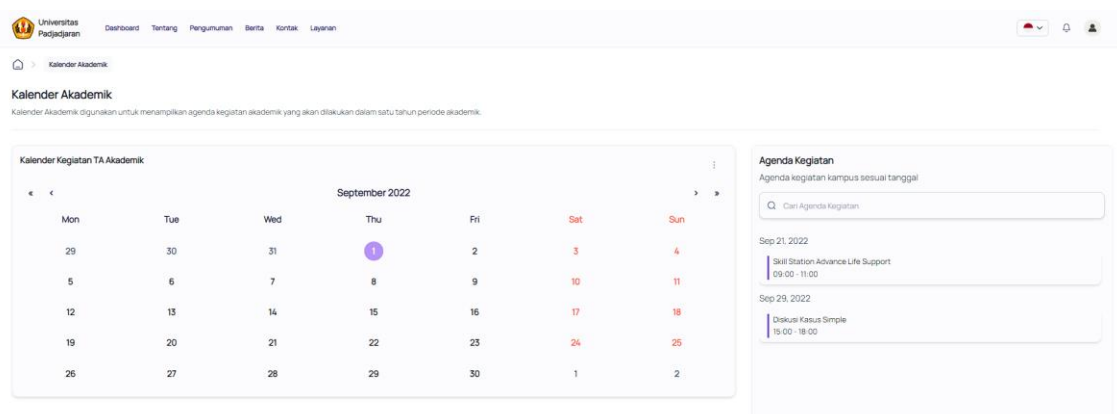 Universitas
Padjadjaran
Dashboard Tentang Pengumuman Berita Kontak Layanan
Kalender Akademik
Kalender Akademik
Kalender Akademik digunakan untuk menampilkan agenda kegiatan akademik yang akan dilakukan dalam satu tahun periode akademik.
Kalender Kegiatan TA Akademik
« ‹ September 2022 › »
Mon Tue Wed Thu Fri Sat Sun
29 30 31 1 2 3 4
5 6 7 8 9 10 11
12 13 14 15 16 17 18
19 20 21 22 23 24 25
26 27 28 29 30 1 2
Agenda Kegiatan
Agenda kegiatan kampus sesuai tanggal
Cari Agenda Kegiatan
Sep 21, 2022
Skill Station Advance Life Support
09:00 - 11:00
Sep 29, 2022
Diskusi Kasus Simple
15:00 - 18:00